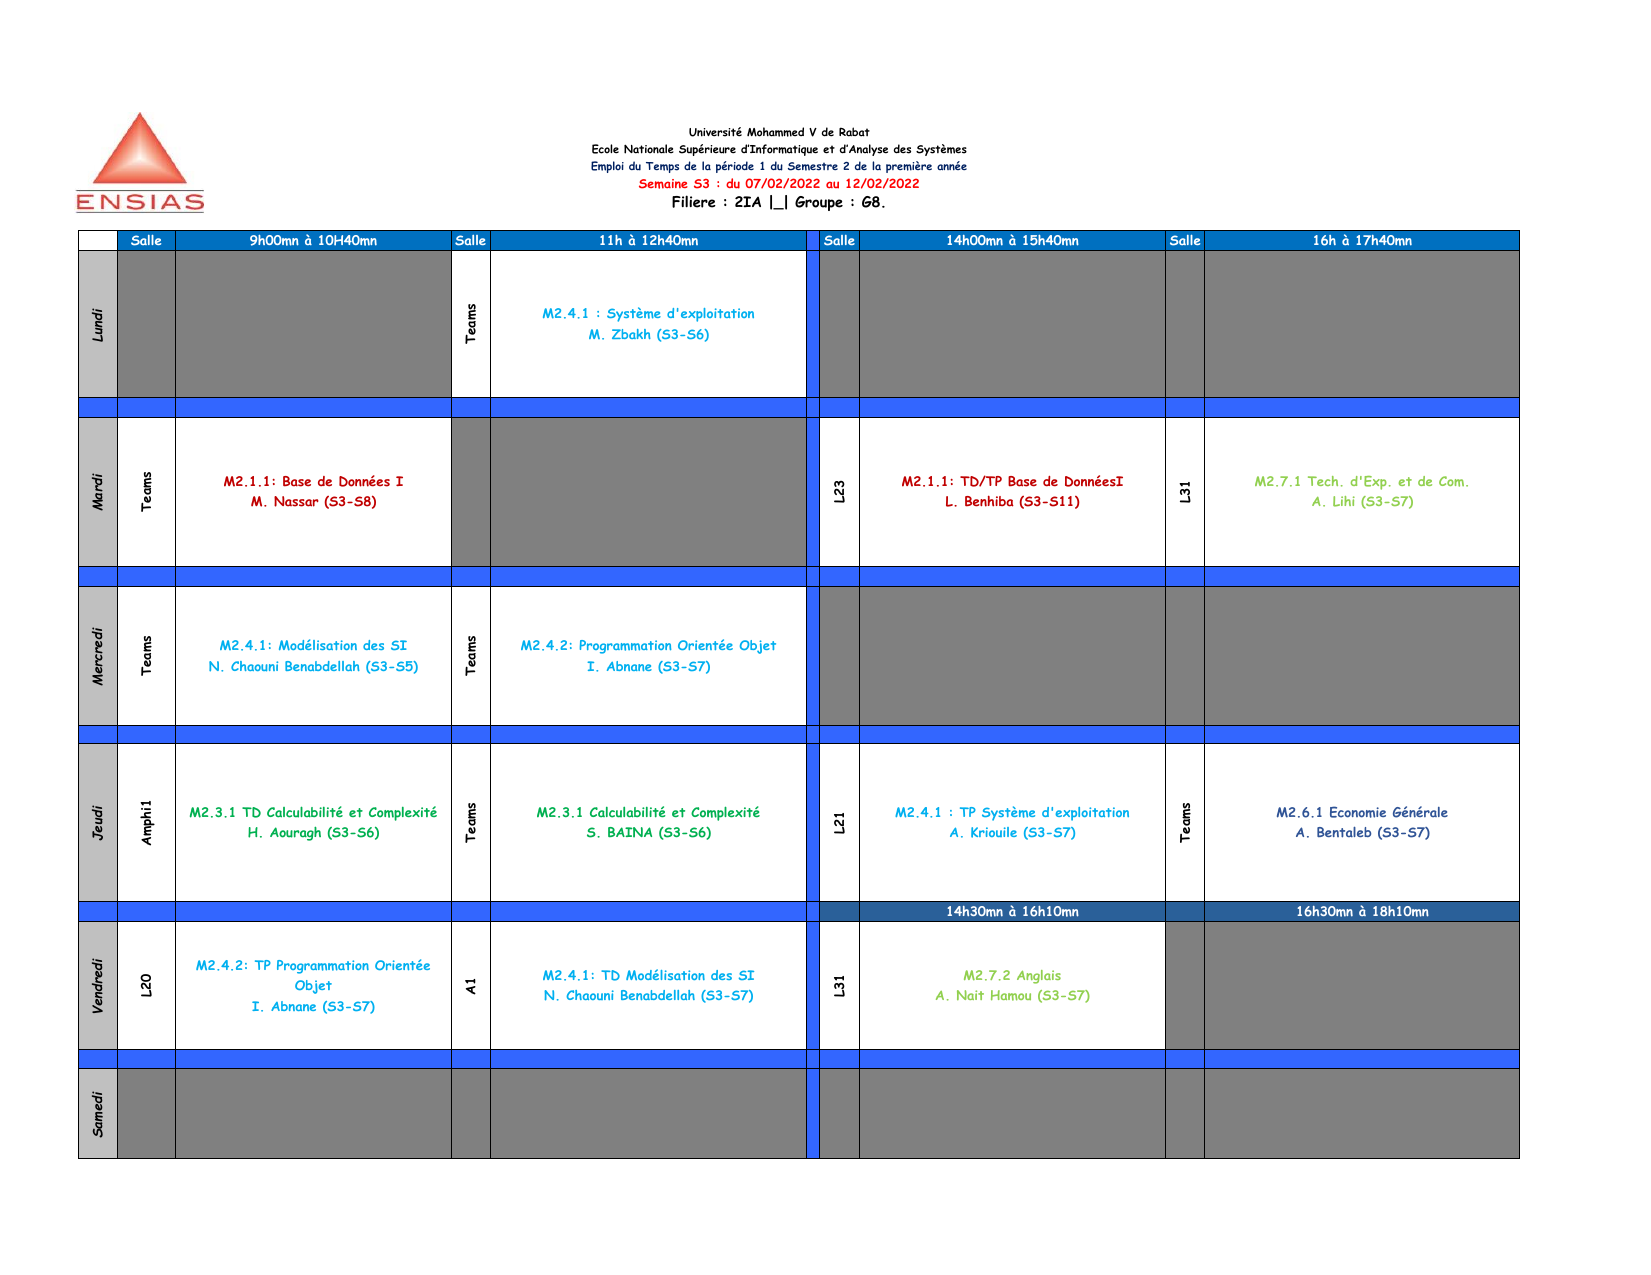 ENSIAS
Université Mohammed V de Rabat
Ecole Nationale Supérieure d’Informatique et d’Analyse des Systèmes
Emploi du Temps de la période 1 du Semestre 2 de la première année
Semaine S3 : du 07/02/2022 au 12/02/2022
Filiere : 2IA |_| Groupe : G8.
Salle 9h00mn à 10H40mn Salle 11h à 12h40mn Salle 14h00mn à 15h40mn Salle 16h à 17h40mn
Lundi
Teams
M2.4.1 : Système d'exploitation
M. Zbakh (S3-S6)
Mardi
Teams
M2.1.1: Base de Données I
M. Nassar (S3-S8)
L23
M2.1.1: TD/TP Base de DonnéesI
L. Benhiba (S3-S11)
L31
M2.7.1 Tech. d'Exp. et de Com.
A. Lihi (S3-S7)
Mercredi
Teams
M2.4.1: Modélisation des SI
N. Chaouni Benabdellah (S3-S5)
Teams
M2.4.2: Programmation Orientée Objet
I. Abnane (S3-S7)
Jeudi
Amphi1
M2.3.1 TD Calculabilité et Complexité
H. Aouragh (S3-S6)
Teams
M2.3.1 Calculabilité et Complexité
S. BAINA (S3-S6)
L21
M2.4.1 : TP Système d'exploitation
A. Kriouile (S3-S7)
Teams
M2.6.1 Economie Générale
A. Bentaleb (S3-S7)
14h30mn à 16h10mn 16h30mn à 18h10mn
Vendredi
L20
M2.4.2: TP Programmation Orientée
Objet
I. Abnane (S3-S7)
A1
M2.4.1: TD Modélisation des SI
N. Chaouni Benabdellah (S3-S7)
L31
M2.7.2 Anglais
A. Nait Hamou (S3-S7)
Samedi